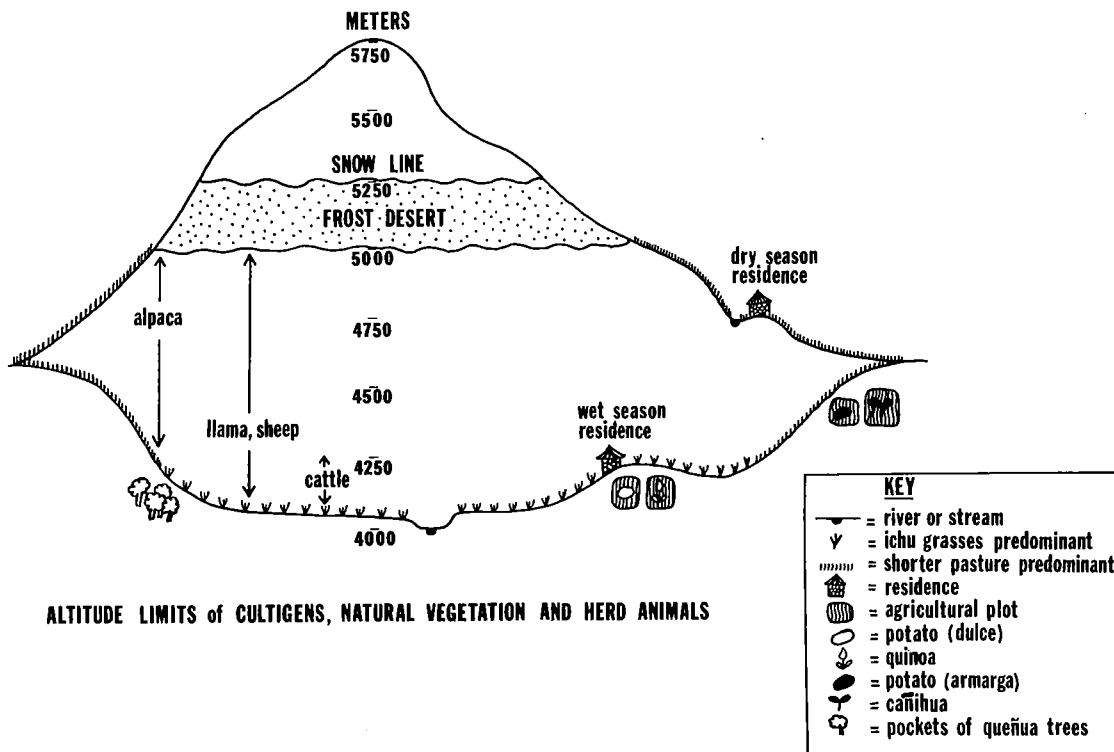 METERS
5750
5500
SNOW LINE
5250
FROST DESERT
5000
dry season
residence
alpaca
4750
4500
llama, sheep
wet season
residence
4250
cattle
4000
ALTITUDE LIMITS of CULTIGENS, NATURAL VEGETATION AND HERD ANIMALS
KEY
= river or stream
= ichu grasses predominant
= shorter pasture predominant
= residence
= agricultural plot
= potato (dulce)
= quinoa
= potato (armarga)
= cañihua
= pockets of queñua trees